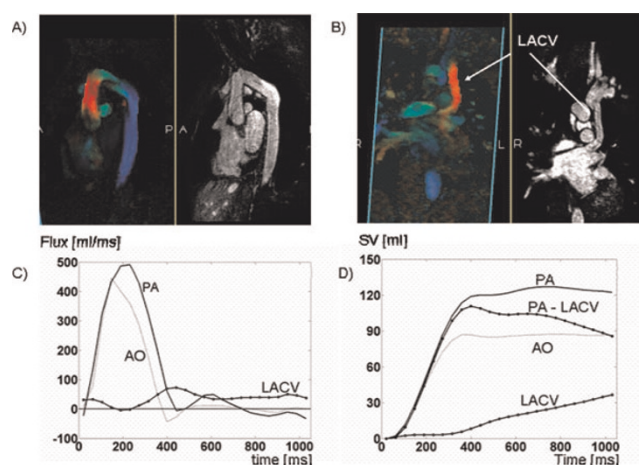 A)
B)
LACV
A
P
A
R
L
R
C)
Flux [ml/ms]
500
400
300
200
100
0
-100
PA
AO
LACV
0
200
400
600
800
1000
time [ms]
D)
SV [ml]
150
120
90
60
30
0
PA
PA - LACV
AO
LACV
0
200
400
600
800
1000
Time [ms]